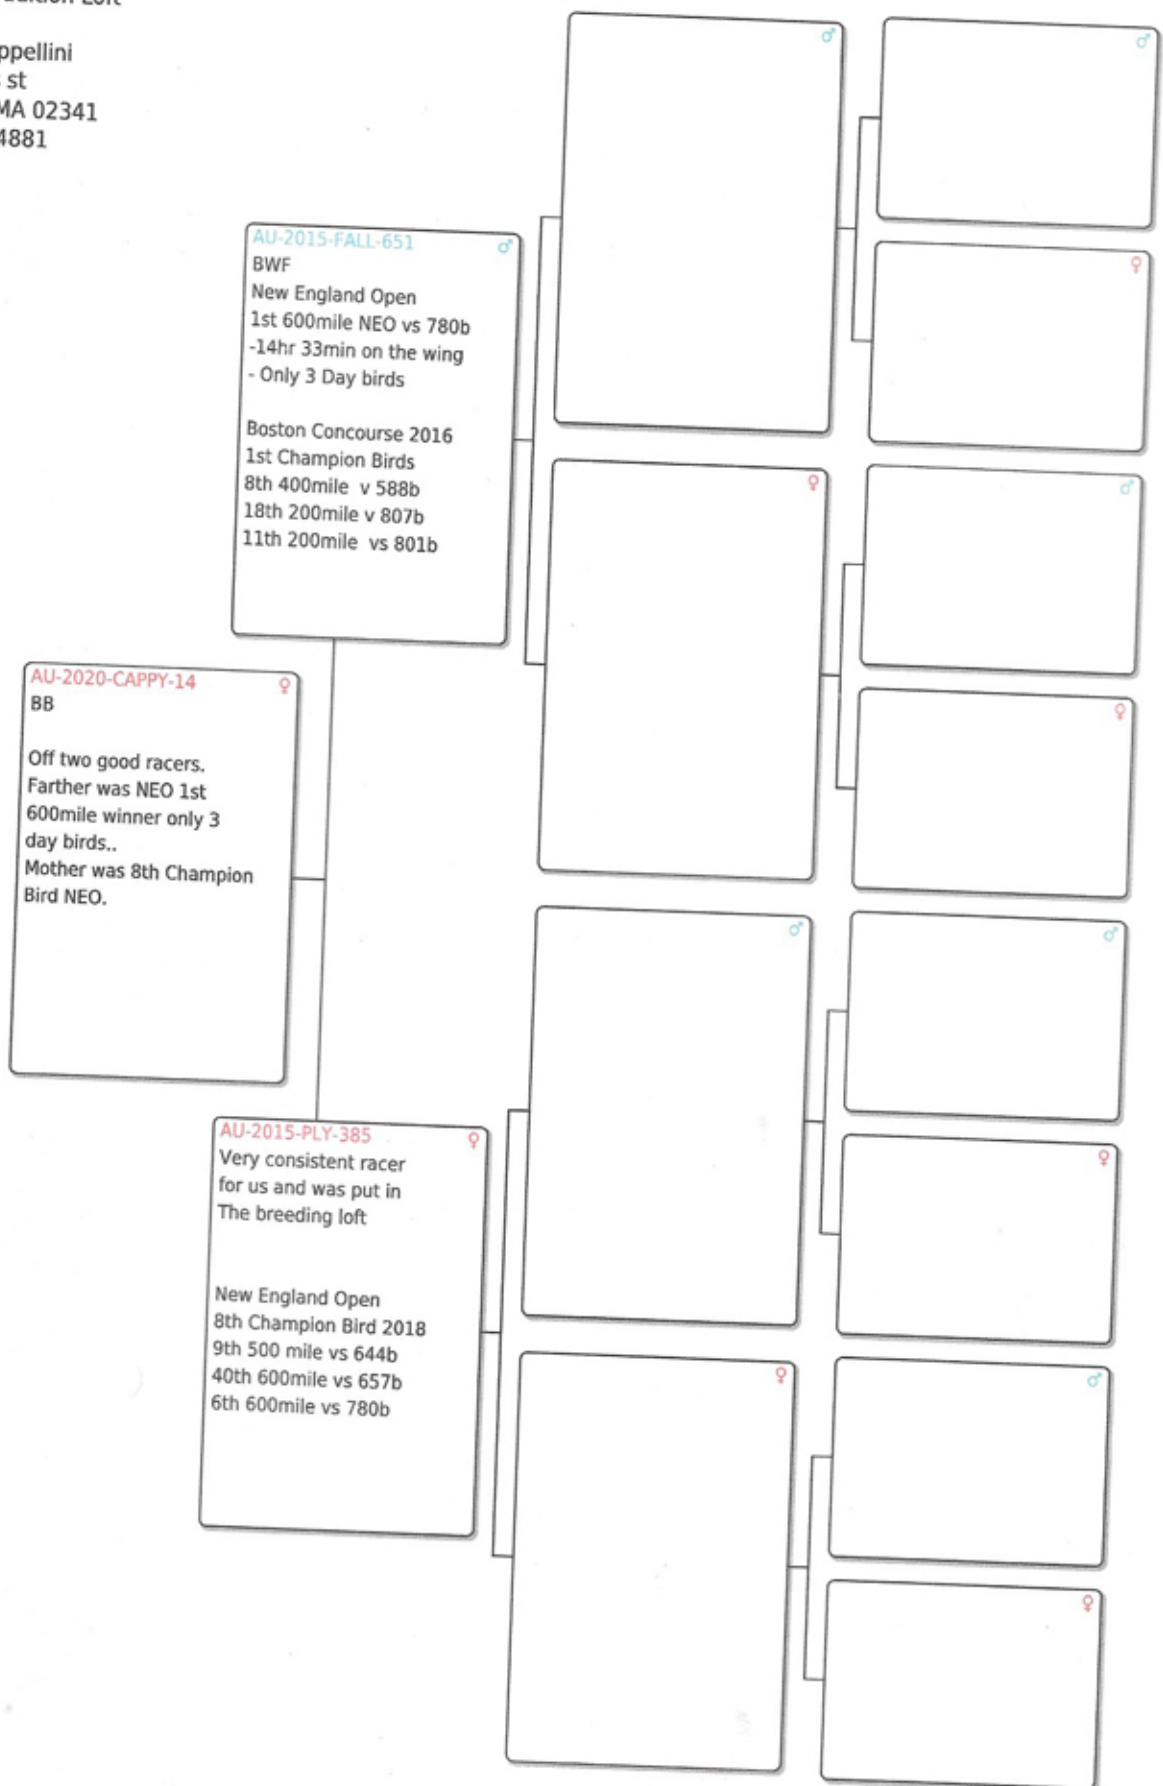 Loft
ppellini
st
MA 02341
4881
AU-2015-FALL-651 ♂
BWF
New England Open
1st 600mile NEO vs 780b
-14hr 33min on the wing
- Only 3 Day birds
Boston Concourse 2016
1st Champion Birds
8th 400mile v 588b
18th 200mile v 807b
11th 200mile vs 801b
AU-2020-CAPPY-14 ♀
BB
Off two good racers.
Farther was NEO 1st
600mile winner only 3
day birds..
Mother was 8th Champion
Bird NEO.
AU-2015-PLY-385 ♀
Very consistent racer
for us and was put in
The breeding loft
New England Open
8th Champion Bird 2018
9th 500 mile vs 644b
40th 600mile vs 657b
6th 600mile vs 780b